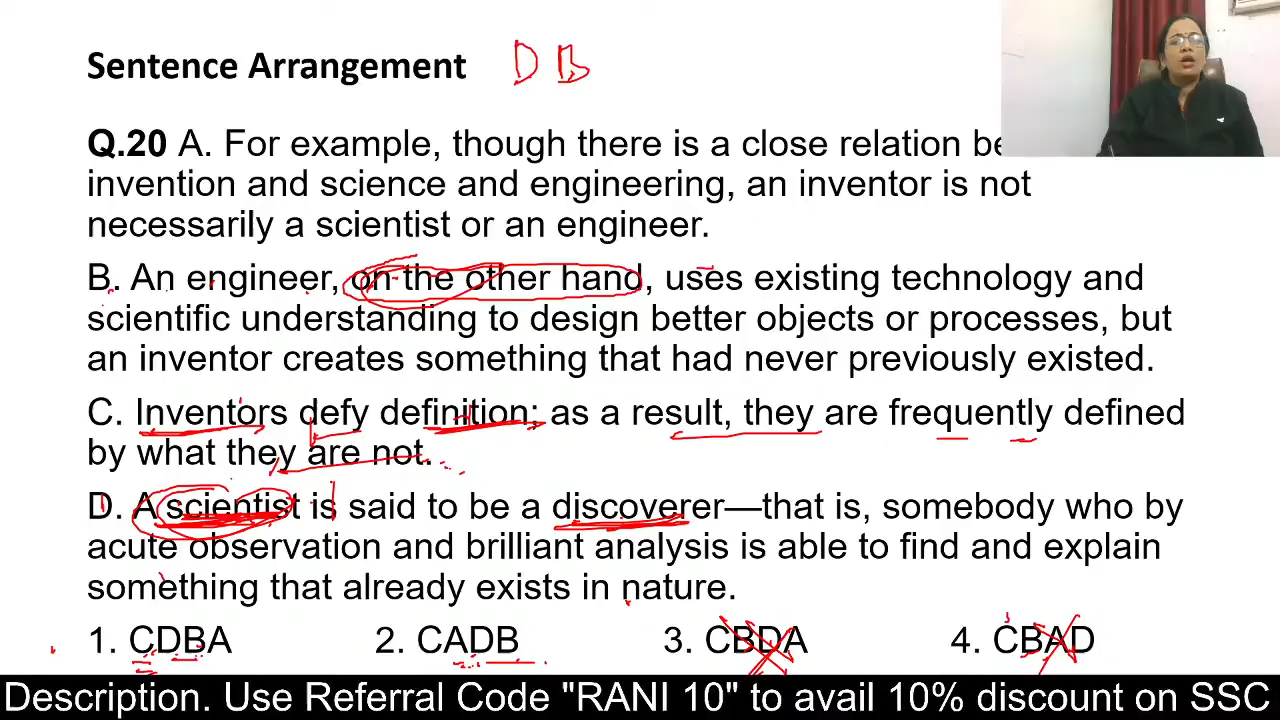 Sentence Arrangement DB
Q.20 A. For example, though there is a close relation
invention and science and engineering, an inventor is not
necessarily a scientist or an engineer.
B. An engineer, on the other hand, uses existing technology and
scientific understanding to design better objects or processes, but
an inventor creates something that had never previously existed.
C. Inventors defy definition; as a result, they are frequently defined
by what they are not.
D. A scientist is said to be a discoverer—that is, somebody who by
acute observation and brilliant analysis is able to find and explain
something that already exists in nature.
1. CDBA 2. CADB 3. CBDA 4. CBAD
Description. Use Referral Code "RANI 10" to avail 10% discount on SSC